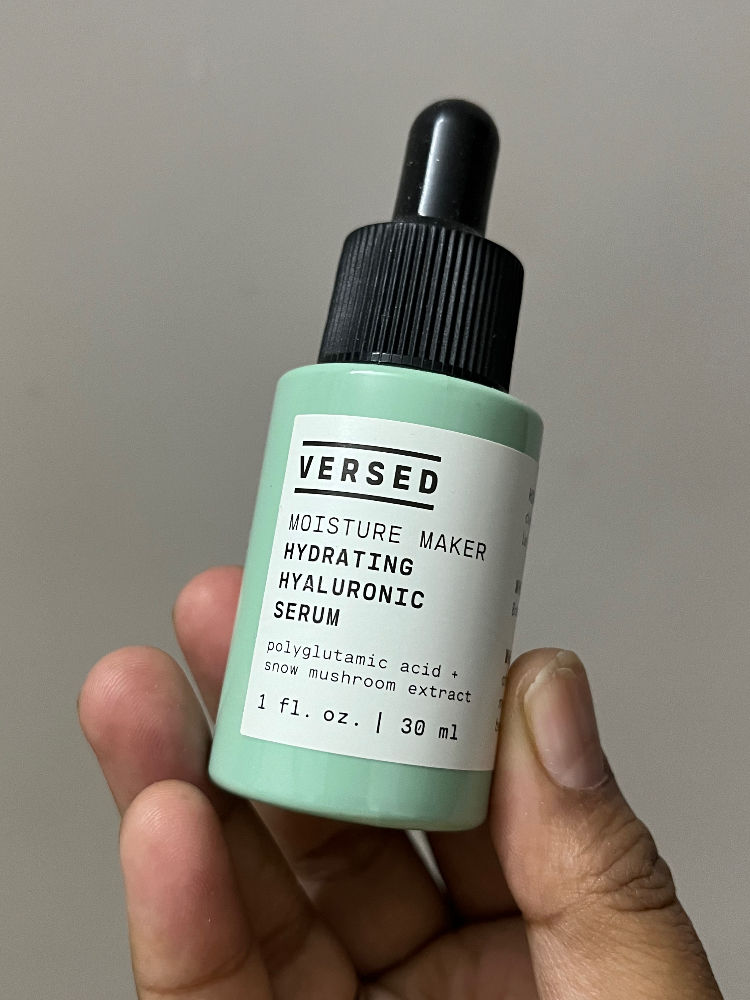 VERSED
MOISTURE MAKER
HYDRATING
HYALURONIC
SERUM
polyglutamic acid +
snow mushroom extract
1 fl. oz. | 30 ml